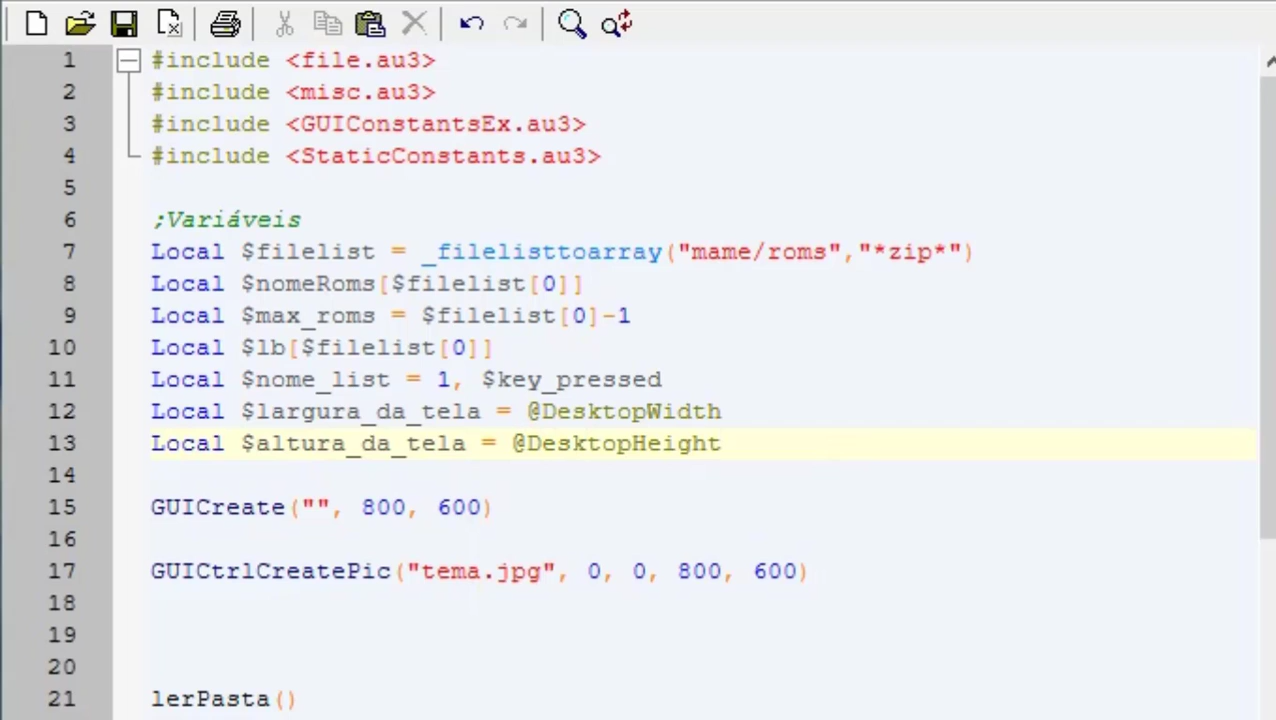 1 #include <file.au3>
2 #include <misc.au3>
3 #include <GUIConstantsEx.au3>
4 #include <StaticConstants.au3>
5
6 ;Variáveis
7 Local $filelist = _filelisttoarray("mame/roms","*zip*")
8 Local $nomeRoms[$filelist[0]]
9 Local $max_roms = $filelist[0]-1
10 Local $lb[$filelist[0]]
11 Local $nome_list = 1, $key_pressed
12 Local $largura_da_tela = @DesktopWidth
13 Local $altura_da_tela = @DesktopHeight
14
15 GUICreate("", 800, 600)
16
17 GUICtrlCreatePic("tema.jpg", 0, 0, 800, 600)
18
19
20
21 lerPasta()